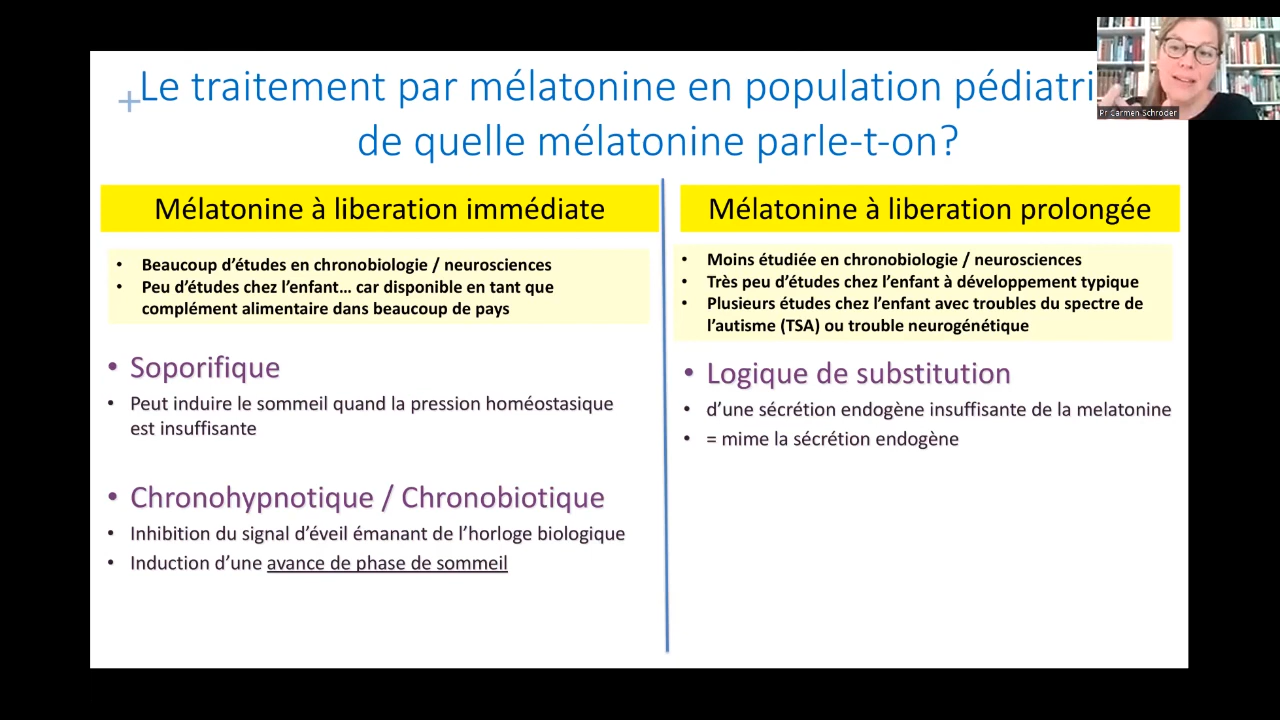 Le traitement par mélatonine en population pédiatri
de quelle mélatonine parle-t-on?
Pr Carmen Schroder
Mélatonine à liberation immédiate
• Beaucoup d'études en chronobiologie / neurosciences
• Peu d'études chez l'enfant… car disponible en tant que
complément alimentaire dans beaucoup de pays
• Soporifique
• Peut induire le sommeil quand la pression homéostasique
est insuffisante
• Chronohypnotique / Chronobiotique
• Inhibition du signal d'éveil émanant de l'horloge biologique
• Induction d'une avance de phase de sommeil
Mélatonine à liberation prolongée
• Moins étudiée en chronobiologie / neurosciences
• Très peu d'études chez l'enfant à développement typique
• Plusieurs études chez l'enfant avec troubles du spectre de
l'autisme (TSA) ou trouble neurogénétique
• Logique de substitution
• d'une sécrétion endogène insuffisante de la melatonine
• = mime la sécrétion endogène